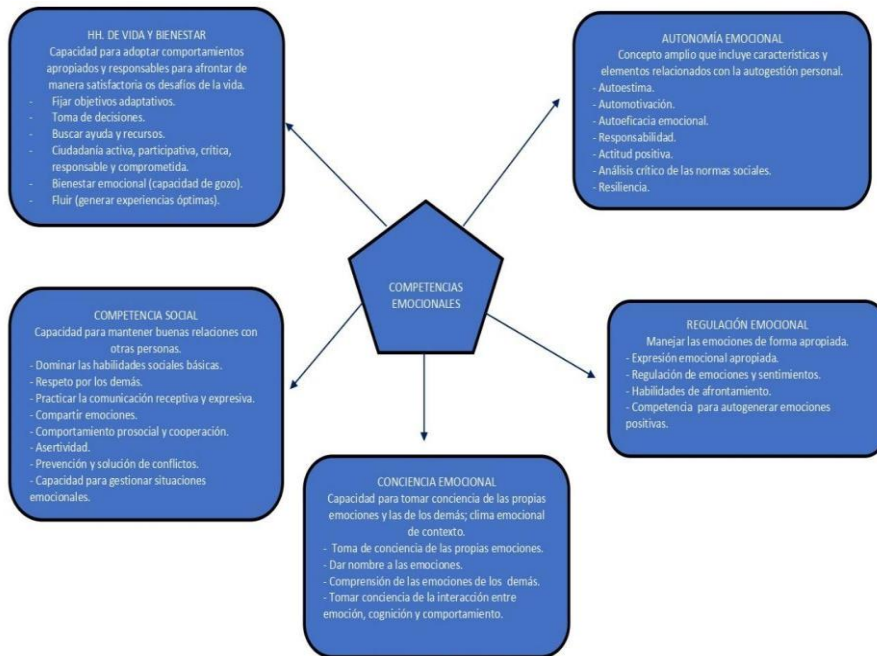 HH. DE VIDA Y BIENESTAR
Capacidad para adoptar comportamientos
apropiados y responsables para afrontar de
manera satisfactoria os desafíos de la vida.
- Fijar objetivos adaptativos.
- Toma de decisiones.
- Buscar ayuda y recursos.
- Ciudadanía activa, participativa, crítica,
responsable y comprometida.
- Bienestar emocional (capacidad de gozo).
- Fluir (generar experiencias óptimas).
AUTONOMÍA EMOCIONAL
Concepto amplio que incluye características y
elementos relacionados con la autogestión personal.
- Autoestima.
- Automotivación.
- Autoeficacia emocional.
- Responsabilidad.
- Actitud positiva.
- Análisis crítico de las normas sociales.
- Resiliencia.
COMPETENCIAS
EMOCIONALES
COMPETENCIA SOCIAL
Capacidad para mantener buenas relaciones con
otras personas.
- Dominar las habilidades sociales básicas.
- Respeto por los demás.
- Practicar la comunicación receptiva y expresiva.
- Compartir emociones.
- Comportamiento prosocial y cooperación.
- Asertividad.
- Prevención y solución de conflictos.
- Capacidad para gestionar situaciones
emocionales.
REGULACIÓN EMOCIONAL
Manejar las emociones de forma apropiada.
- Expresión emocional apropiada.
- Regulación de emociones y sentimientos.
- Habilidades de afrontamiento.
- Competencia para autogenerar emociones
positivas.
CONCIENCIA EMOCIONAL
Capacidad para tomar conciencia de las propias
emociones y las de los demás; clima emocional
de contexto.
- Toma de conciencia de las propias emociones.
- Dar nombre a las emociones.
- Comprensión de las emociones de los demás.
- Tomar conciencia de la interacción entre
emoción, cognición y comportamiento.